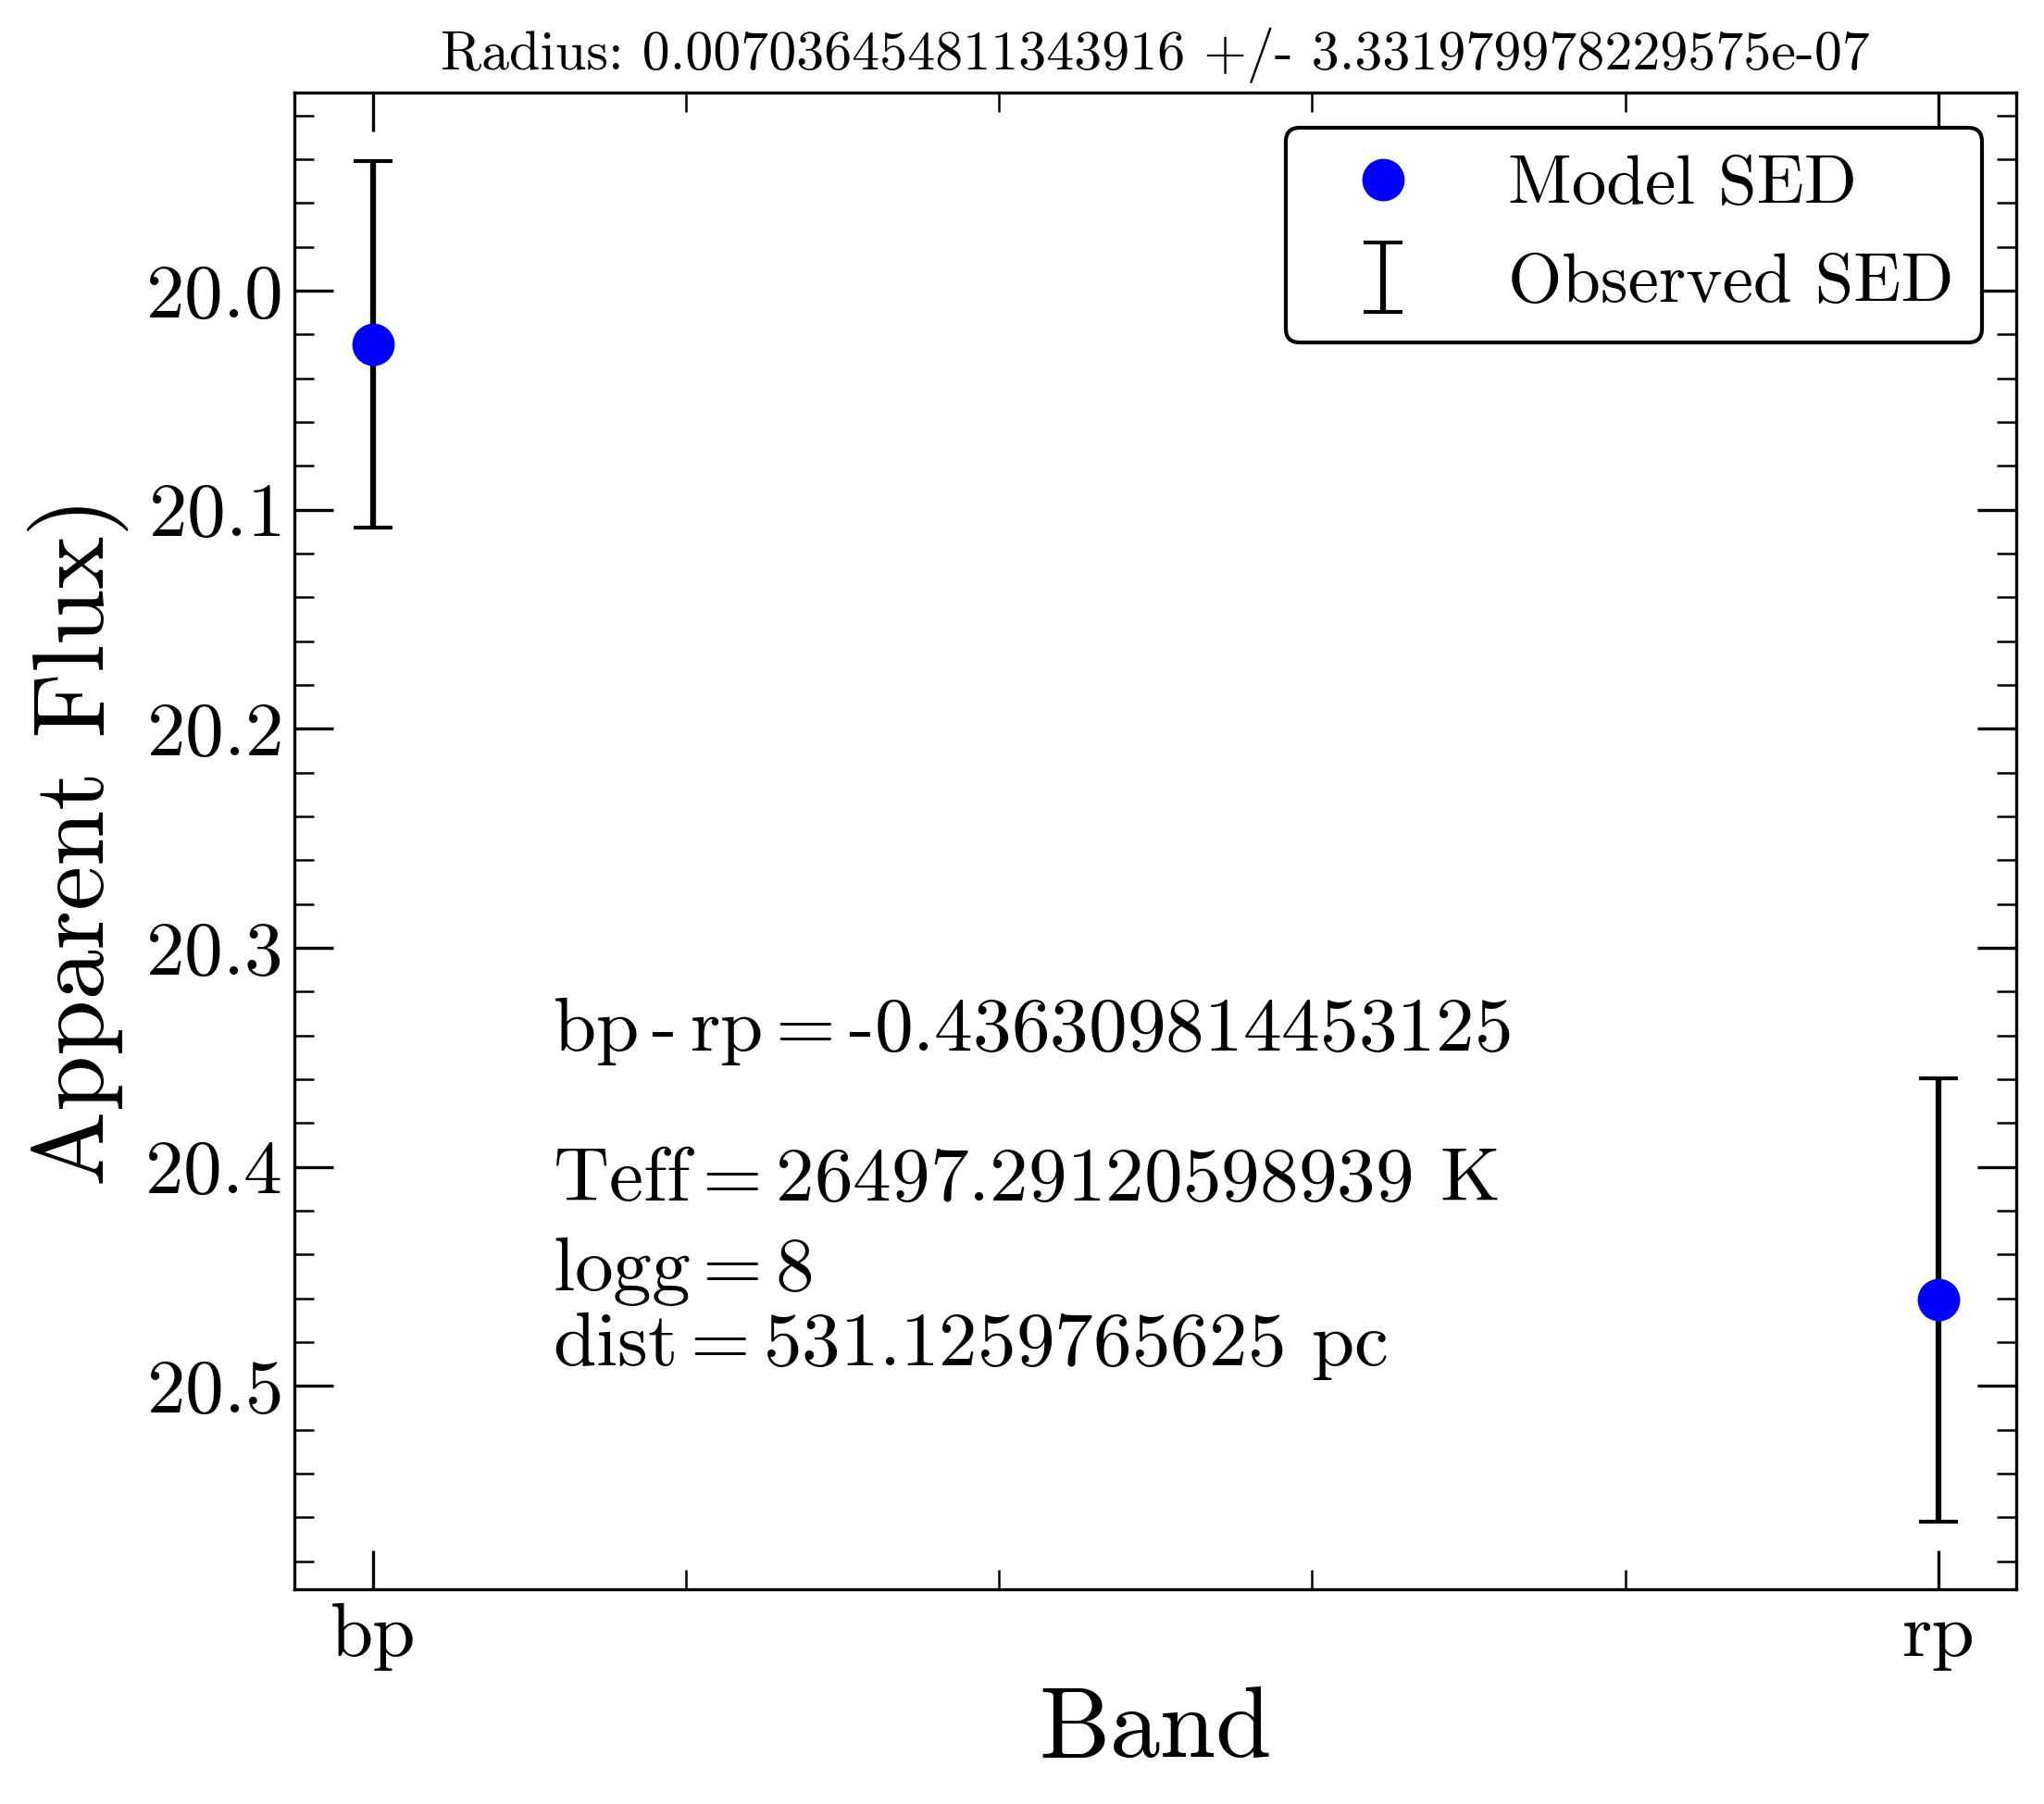 Radius: 0.007036454811343916 +/- 3.331979978229575e-07
Model SED
Observed SED
Apparent Flux)
20.0
20.1
20.2
20.3
20.4
20.5
bp - rp = -0.436309814453125
Teff = 26497.29120598939 K
logg = 8
dist = 531.1259765625 pc
bp
rp
Band